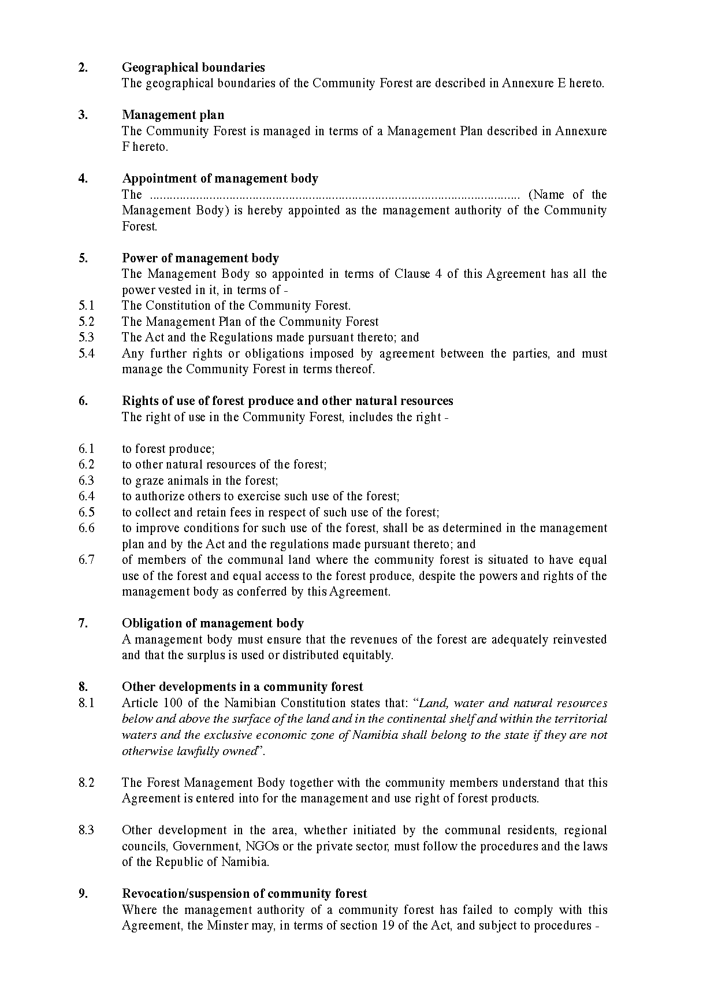 2. Geographical boundaries
The geographical boundaries of the Community Forest are described in Annexure E hereto.
3. Management plan
The Community Forest is managed in terms of a Management Plan described in Annexure
F hereto.
4. Appointment of management body
The ................................................................................................................ (Name of the
Management Body) is hereby appointed as the management authority of the Community
Forest.
5. Power of management body
The Management Body so appointed in terms of Clause 4 of this Agreement has all the
power vested in it, in terms of -
5.1 The Constitution of the Community Forest.
5.2 The Management Plan of the Community Forest
5.3 The Act and the Regulations made pursuant thereto; and
5.4 Any further rights or obligations imposed by agreement between the parties, and must
manage the Community Forest in terms thereof.
6. Rights of use of forest produce and other natural resources
The right of use in the Community Forest, includes the right -
6.1 to forest produce;
6.2 to other natural resources of the forest;
6.3 to graze animals in the forest;
6.4 to authorize others to exercise such use of the forest;
6.5 to collect and retain fees in respect of such use of the forest;
6.6 to improve conditions for such use of the forest, shall be as determined in the management
plan and by the Act and the regulations made pursuant thereto; and
6.7 of members of the communal land where the community forest is situated to have equal
use of the forest and equal access to the forest produce, despite the powers and rights of the
management body as conferred by this Agreement.
7. Obligation of management body
A management body must ensure that the revenues of the forest are adequately reinvested
and that the surplus is used or distributed equitably.
8. Other developments in a community forest
8.1 Article 100 of the Namibian Constitution states that: “Land, water and natural resources
below and above the surface of the land and in the continental shelf and within the territorial
waters and the exclusive economic zone of Namibia shall belong to the state if they are not
otherwise lawfully owned”.
8.2 The Forest Management Body together with the community members understand that this
Agreement is entered into for the management and use right of forest products.
8.3 Other development in the area, whether initiated by the communal residents, regional
councils, Government, NGOs or the private sector, must follow the procedures and the laws
of the Republic of Namibia.
9. Revocation/suspension of community forest
Where the management authority of a community forest has failed to comply with this
Agreement, the Minster may, in terms of section 19 of the Act, and subject to procedures -